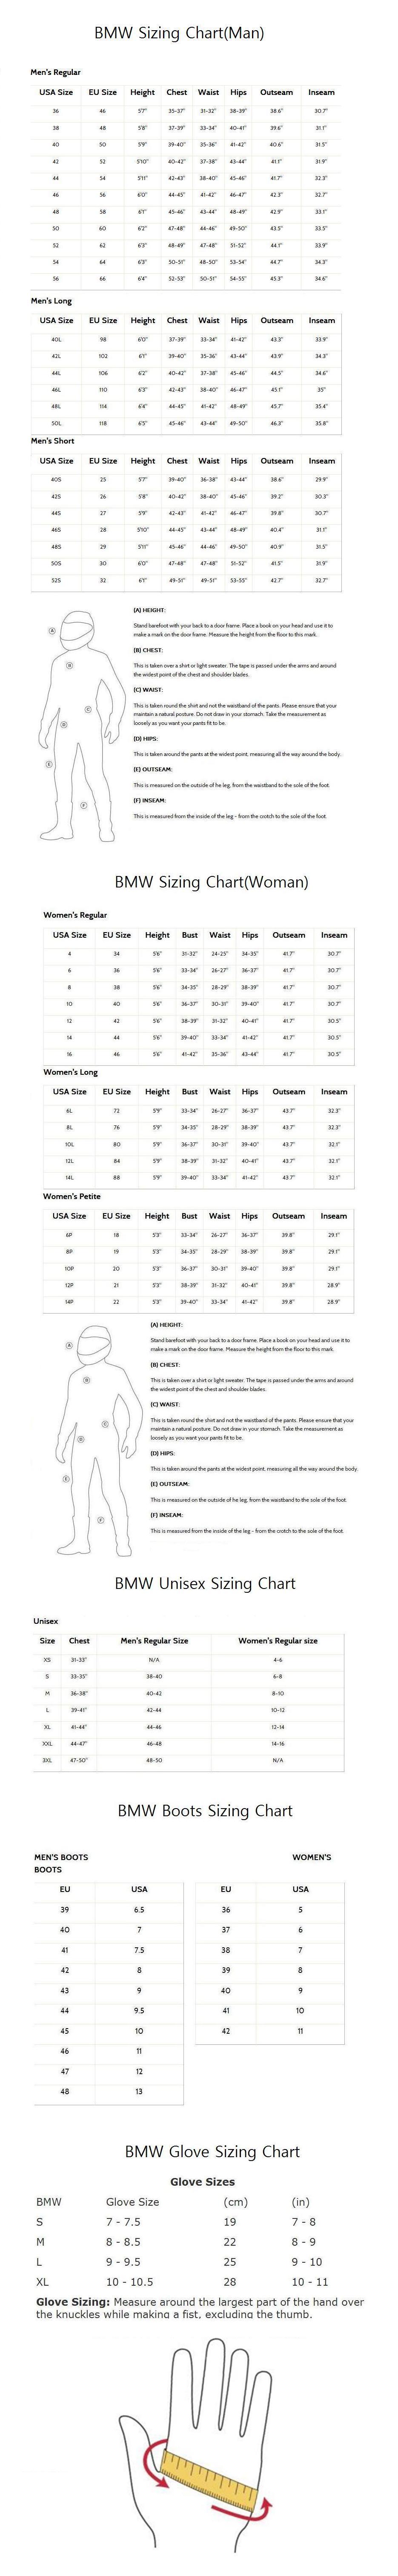 BMW Sizing Chart(Man)
Men's Regular
USA Size EU Size Height Chest Waist Hips Outseam Inseam
36 46 5'7" 35-37" 31-32" 38-39" 38.6" 30.7"
38 48 5'8" 37-39" 33-34" 40-41" 39.6" 31.1"
40 50 5'9" 39-40" 35-36" 41-42" 40.6" 31.5"
42 52 5'10" 40-42" 37-38" 43-44" 41.1" 31.9"
44 54 5'11" 42-43" 38-40" 45-46" 41.7" 32.3"
46 56 6'0" 44-45" 41-42" 46-47" 42.3" 32.7"
48 58 6'1" 45-46" 43-44" 48-49" 42.9" 33.1"
50 60 6'2" 47-48" 44-46" 49-50" 43.5" 33.5"
52 62 6'3" 48-49" 47-48" 51-52" 44.1" 33.9"
54 64 6'3" 50-51" 48-50" 53-54" 44.7" 34.3"
56 66 6'4" 52-53" 50-51" 54-55" 45.3" 34.6"
Men's Long
USA Size EU Size Height Chest Waist Hips Outseam Inseam
40L 98 6'0" 37-39" 33-34" 41-42" 43.3" 33.9"
42L 102 6'1" 39-40" 35-36" 43-44" 43.9" 34.3"
44L 106 6'2" 40-42" 37-38" 45-46" 44.5" 34.6"
46L 110 6'3" 42-43" 38-40" 46-47" 45.1" 35"
48L 114 6'4" 44-45" 41-42" 48-49" 45.7" 35.4"
50L 118 6'5" 45-46" 43-44" 49-50" 46.3" 35.8"
Men's Short
USA Size EU Size Height Chest Waist Hips Outseam Inseam
40S 25 5'7" 39-40" 36-38" 43-44" 38.6" 29.9"
42S 26 5'8" 40-42" 38-40" 45-46" 39.2" 30.3"
44S 27 5'9" 42-43" 41-42" 46-47" 39.8" 30.7"
46S 28 5'10" 44-45" 43-44" 48-49" 40.4" 31.1"
48S 29 5'11" 45-46" 44-46" 49-50" 40.9" 31.5"
50S 30 6'0" 47-48" 47-48" 51-52" 41.5" 31.9"
52S 32 6'1" 49-51" 49-51" 53-55" 42.7" 32.7"
(A) HEIGHT:
Stand barefoot with your back to a door frame. Place a book on your head and use it to
make a mark on the door frame. Measure the height from the floor to this mark.
(B) CHEST:
This is taken over a shirt or light sweater. The tape is passed under the arms and around
the widest point of the chest and shoulder blades.
(C) WAIST:
This is taken round the shirt and not the waistband of the pants. Please ensure that your
maintain a natural posture. Do not draw in your stomach. Take the measurement as
loosely as you want your pants fit to be.
(D) HIPS:
This is taken around the pants at the widest point, measuring all the way around the body.
(E) OUTSEAM:
This is measured on the outside of he leg, from the waistband to the sole of the foot.
(F) INSEAM:
This is measured from the inside of the leg - from the crotch to the sole of the foot.
A
B
C
D
E
F
BMW Sizing Chart(Woman)
Women's Regular
USA Size EU Size Height Bust Waist Hips Outseam Inseam
4 34 5'6" 31-32" 24-25" 34-35" 41.7" 30.7"
6 36 5'6" 33-34" 26-27" 36-37" 41.7" 30.7"
8 38 5'6" 34-35" 28-29" 38-39" 41.7" 30.7"
10 40 5'6" 36-37" 30-31" 39-40" 41.7" 30.7"
12 42 5'6" 38-39" 31-32" 40-41" 41.7" 30.5"
14 44 5'6" 39-40" 33-34" 41-42" 41.7" 30.5"
16 46 5'6" 41-42" 35-36" 43-44" 41.7" 30.5"
Women's Long
USA Size EU Size Height Bust Waist Hips Outseam Inseam
6L 72 5'9" 33-34" 26-27" 36-37" 43.7" 32.3"
8L 76 5'9" 34-35" 28-29" 38-39" 43.7" 32.3"
10L 80 5'9" 36-37" 30-31" 39-40" 43.7" 32.1"
12L 84 5'9" 38-39" 31-32" 40-41" 43.7" 32.1"
14L 88 5'9" 39-40" 33-34" 41-42" 43.7" 32.1"
Women's Petite
USA Size EU Size Height Bust Waist Hips Outseam Inseam
6P 18 5'3" 33-34" 26-27" 36-37" 39.8" 29.1"
8P 19 5'3" 34-35" 28-29" 38-39" 39.8" 29.1"
10P 20 5'3" 36-37" 30-31" 39-40" 39.8" 29.1"
12P 21 5'3" 38-39" 31-32" 40-41" 39.8" 28.9"
14P 22 5'3" 39-40" 33-34" 41-42" 39.8" 28.9"
(A) HEIGHT:
Stand barefoot with your back to a door frame. Place a book on your head and use it to
make a mark on the door frame. Measure the height from the floor to this mark.
(B) CHEST:
This is taken over a shirt or light sweater. The tape is passed under the arms and around
the widest point of the chest and shoulder blades.
(C) WAIST:
This is taken round the shirt and not the waistband of the pants. Please ensure that your
maintain a natural posture. Do not draw in your stomach. Take the measurement as
loosely as you want your pants fit to be.
(D) HIPS:
This is taken around the pants at the widest point, measuring all the way around the body.
(E) OUTSEAM:
This is measured on the outside of he leg, from the waistband to the sole of the foot.
(F) INSEAM:
This is measured from the inside of the leg - from the crotch to the sole of the foot.
A
B
C
D
E
F
BMW Unisex Sizing Chart
Unisex
Size Chest Men's Regular Size Women's Regular size
XS 31-33" N/A 4-6
S 33-35" 38-40 6-8
M 36-38" 40-42 8-10
L 39-41" 42-44 10-12
XL 41-44" 44-46 12-14
XXL 44-47" 46-48 14-16
3XL 47-50" 48-50 N/A
BMW Boots Sizing Chart
MEN'S BOOTS WOMEN'S
BOOTS
EU USA EU USA
39 6.5 36 5
40 7 37 6
41 7.5 38 7
42 8 39 8
43 9 40 9
44 9.5 41 10
45 10 42 11
46 11
47 12
48 13
BMW Glove Sizing Chart
Glove Sizes
BMW Glove Size (cm) (in)
S 7 - 7.5 19 7 - 8
M 8 - 8.5 22 8 - 9
L 9 - 9.5 25 9 - 10
XL 10 - 10.5 28 10 - 11
Glove Sizing: Measure around the largest part of the hand over
the knuckles while making a fist, excluding the thumb.